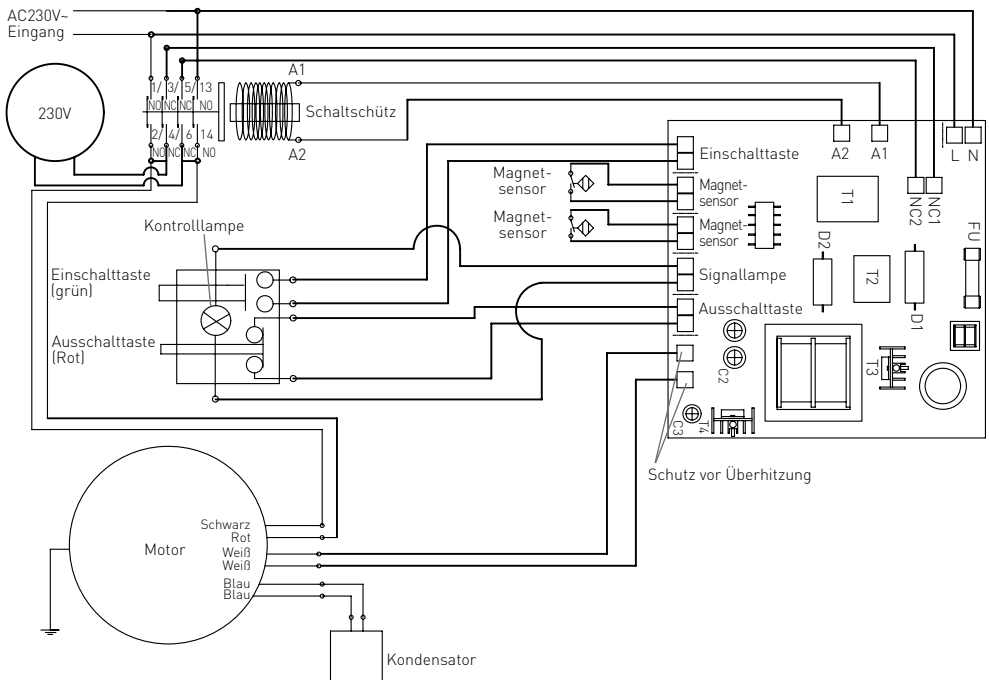 AC230V~
Eingang
230V
1/ 3/ 5/ 13
NO NC NC NO
2/ 4/ 6 14
NO NC NC NO
A1
Schaltschütz
A2
Kontrolllampe
Einschalttaste
(grün)
Ausschalttaste
(Rot)
Magnet-
sensor
Magnet-
sensor
Einschalttaste
Magnet-
sensor
Magnet-
sensor
Signallampe
Ausschalttaste
A2 A1
L N
NC2 NC1
T1
T2
D2
D1
FU
C2
T3
C3
T4
Schutz vor Überhitzung
Motor
Schwarz
Rot
Weiß
Weiß
Blau
Blau
Kondensator